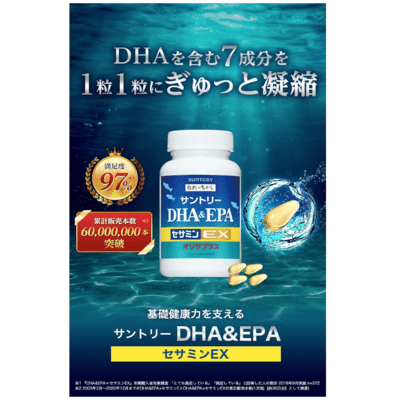 DHAを含む7成分を
1粒1粒にぎゅっと凝縮
満足度
97%
※1
累計販売本数
※2
60,000,000本
突破
SUNTORY
自然のちから
サントリー
DHA&EPA
セサミンEX
オリザプラス
基礎健康力を支える
サントリー DHA&EPA
セサミンEX